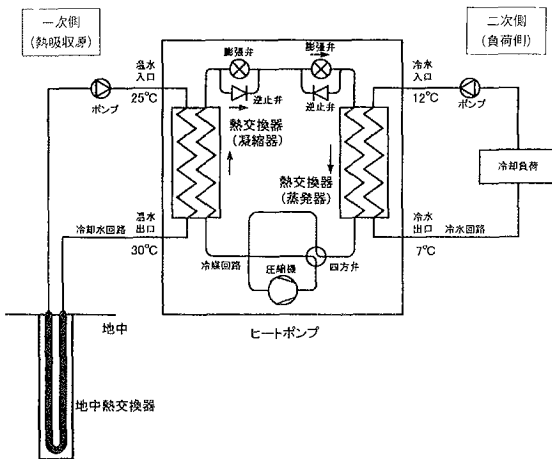 一次側
(熱吸収源)
二次側
(負荷側)
膨張弁
膨張弁
温水
入口
冷水
入口
ポンプ
25℃
逆止弁
逆止弁
12℃
ポンプ
熱交換器
(凝縮器)
熱交換器
(蒸発器)
冷却負荷
温水
出口
冷水
出口
冷却水回路
30℃
冷水回路
7℃
冷媒回路
圧縮機
四方弁
ヒートポンプ
地中
地中熱交換器